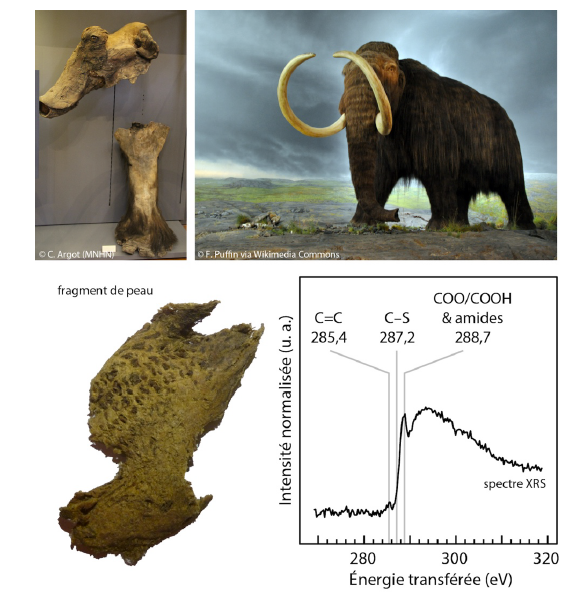 © C. Argot (MNHN)
© F. Puffin via Wikimedia Commons
fragment de peau
C=C
285,4
C–S
287,2
COO/COOH
& amides
288,7
Intensité normalisée (u. a.)
spectre XRS
280
300
320
Énergie transférée (eV)